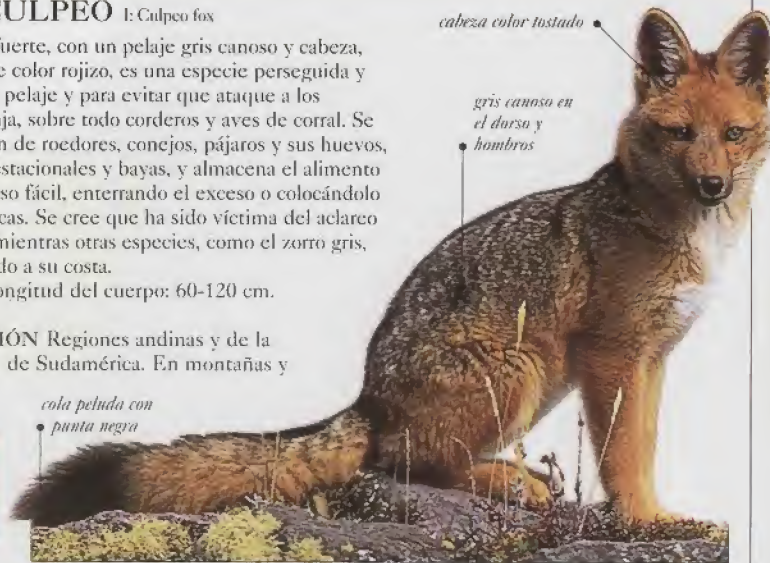 CULPEO I: Culpeo fox
uerte, con un pelaje gris canoso y cabeza,
e color rojizo, es una especie perseguida y
pelaje y para evitar que ataque a los
ja, sobre todo corderos y aves de corral. Se
n de roedores, conejos, pájaros y sus huevos,
estacionales y bayas, y almacena el alimento
so fácil, enterrando el exceso o colocándolo
cas. Se cree que ha sido víctima del aclareo
mientras otras especies, como el zorro gris,
do a su costa.
ongitud del cuerpo: 60-120 cm.
IÓN Regiones andinas y de la
de Sudamérica. En montañas y
cabeza color tostado
gris canoso en
el dorso y
hombros
cola peluda con
punta negra